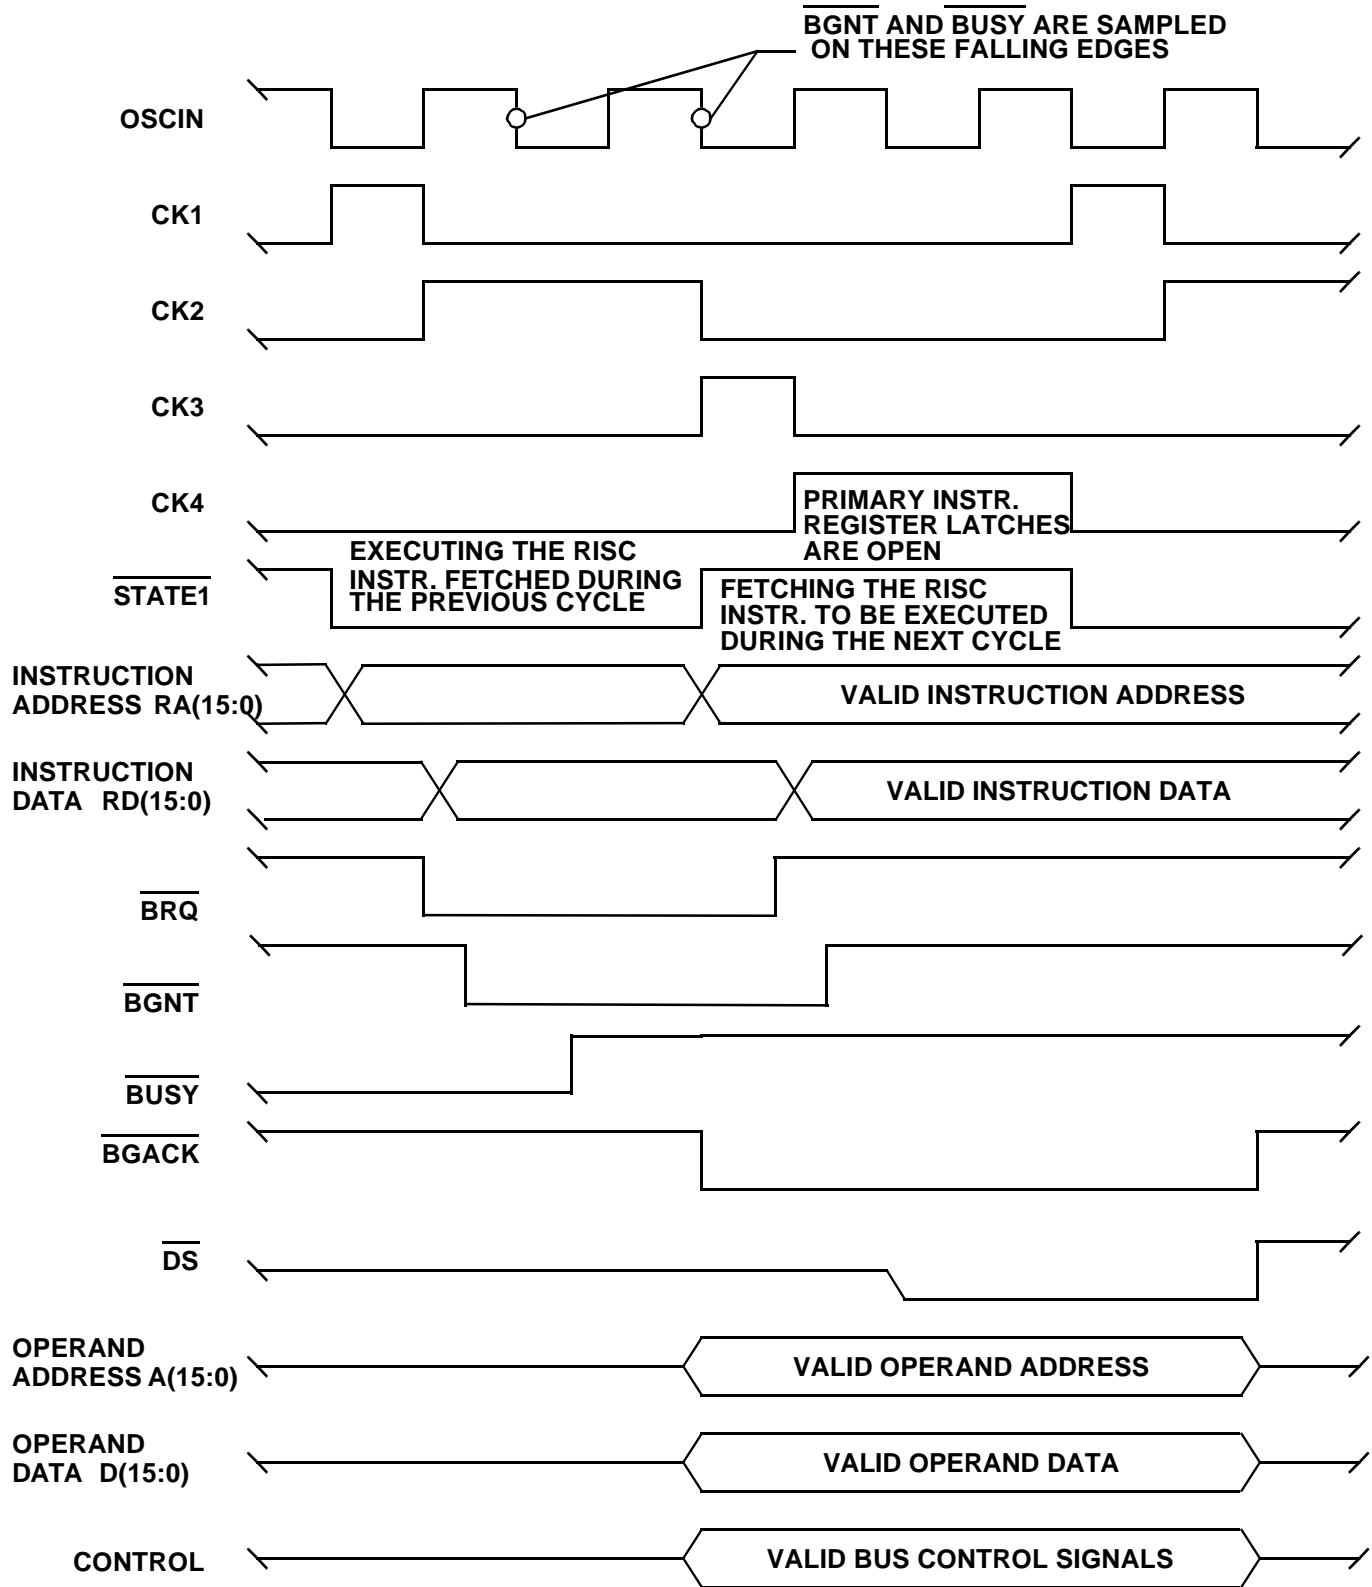 BGNT AND BUSY ARE SAMPLED
ON THESE FALLING EDGES
OSCIN
CK1
CK2
CK3
CK4
PRIMARY INSTR.
REGISTER LATCHES
ARE OPEN
STATE1
EXECUTING THE RISC
INSTR. FETCHED DURING
THE PREVIOUS CYCLE
FETCHING THE RISC
INSTR. TO BE EXECUTED
DURING THE NEXT CYCLE
INSTRUCTION
ADDRESS RA(15:0)
VALID INSTRUCTION ADDRESS
INSTRUCTION
DATA RD(15:0)
VALID INSTRUCTION DATA
BRQ
BGNT
BUSY
BGACK
DS
OPERAND
ADDRESS A(15:0)
VALID OPERAND ADDRESS
OPERAND
DATA D(15:0)
VALID OPERAND DATA
CONTROL
VALID BUS CONTROL SIGNALS